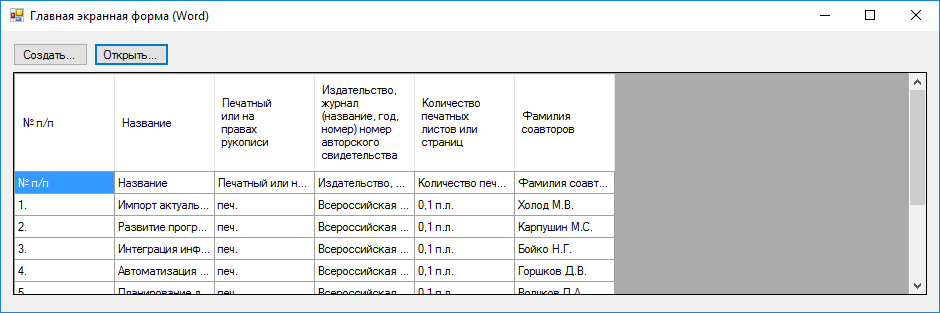 Главная экранная форма (Word)
Создать... Открыть...
№ п/п
Название
Печатный
или на
правах
рукописи
Издательство,
журнал
(название, год,
номер) номер
авторского
свидетельства
Количество
печатных
листов или
страниц
Фамилия
соавторов
№ п/п Название Печатный или н... Издательство, ... Количество печ... Фамилия соавт...
1. Импорт актуаль... печ. Всероссийская ... 0,1 п.л. Холод М.В.
2. Развитие прогр... печ. Всероссийская ... 0,1 п.л. Карпушин М.С.
3. Интеграция инф... печ. Всероссийская ... 0,1 п.л. Бойко Н.Г.
4. Автоматизация ... печ. Всероссийская ... 0,1 п.л. Горшков Д.В.
5. Планирование д... печ. Всероссийская ... 0,1 п.л.